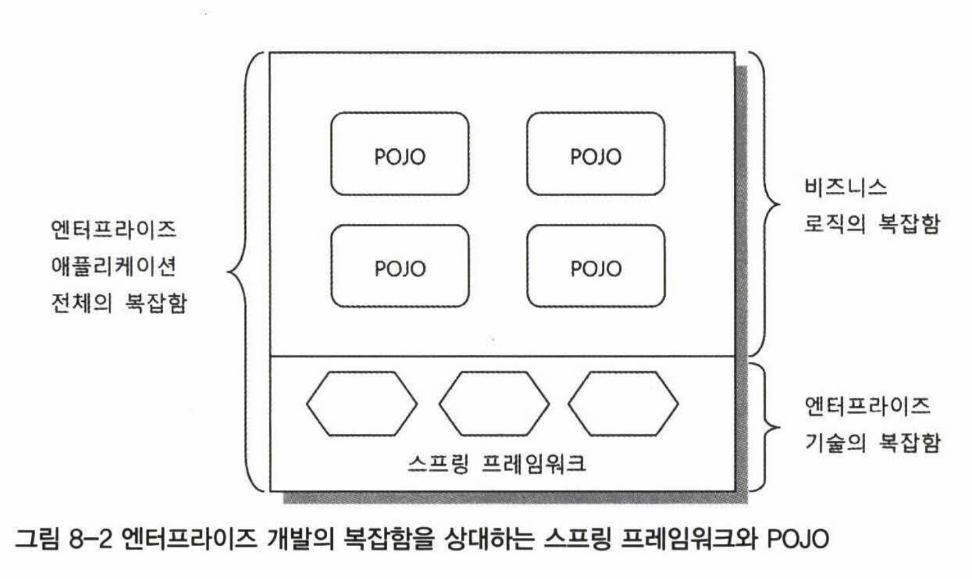 POJO
POJO
POJO
POJO
엔터프라이즈
애플리케이션
전체의 복잡함
비즈니스
로직의 복잡함
엔터프라이즈
기술의 복잡함
스프링 프레임워크
그림 8-2 엔터프라이즈 개발의 복잡함을 상대하는 스프링 프레임워크와 POJO